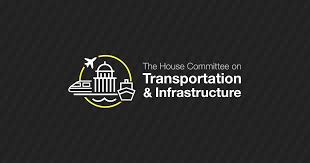 The House Committee on
Transportation
& Infrastructure